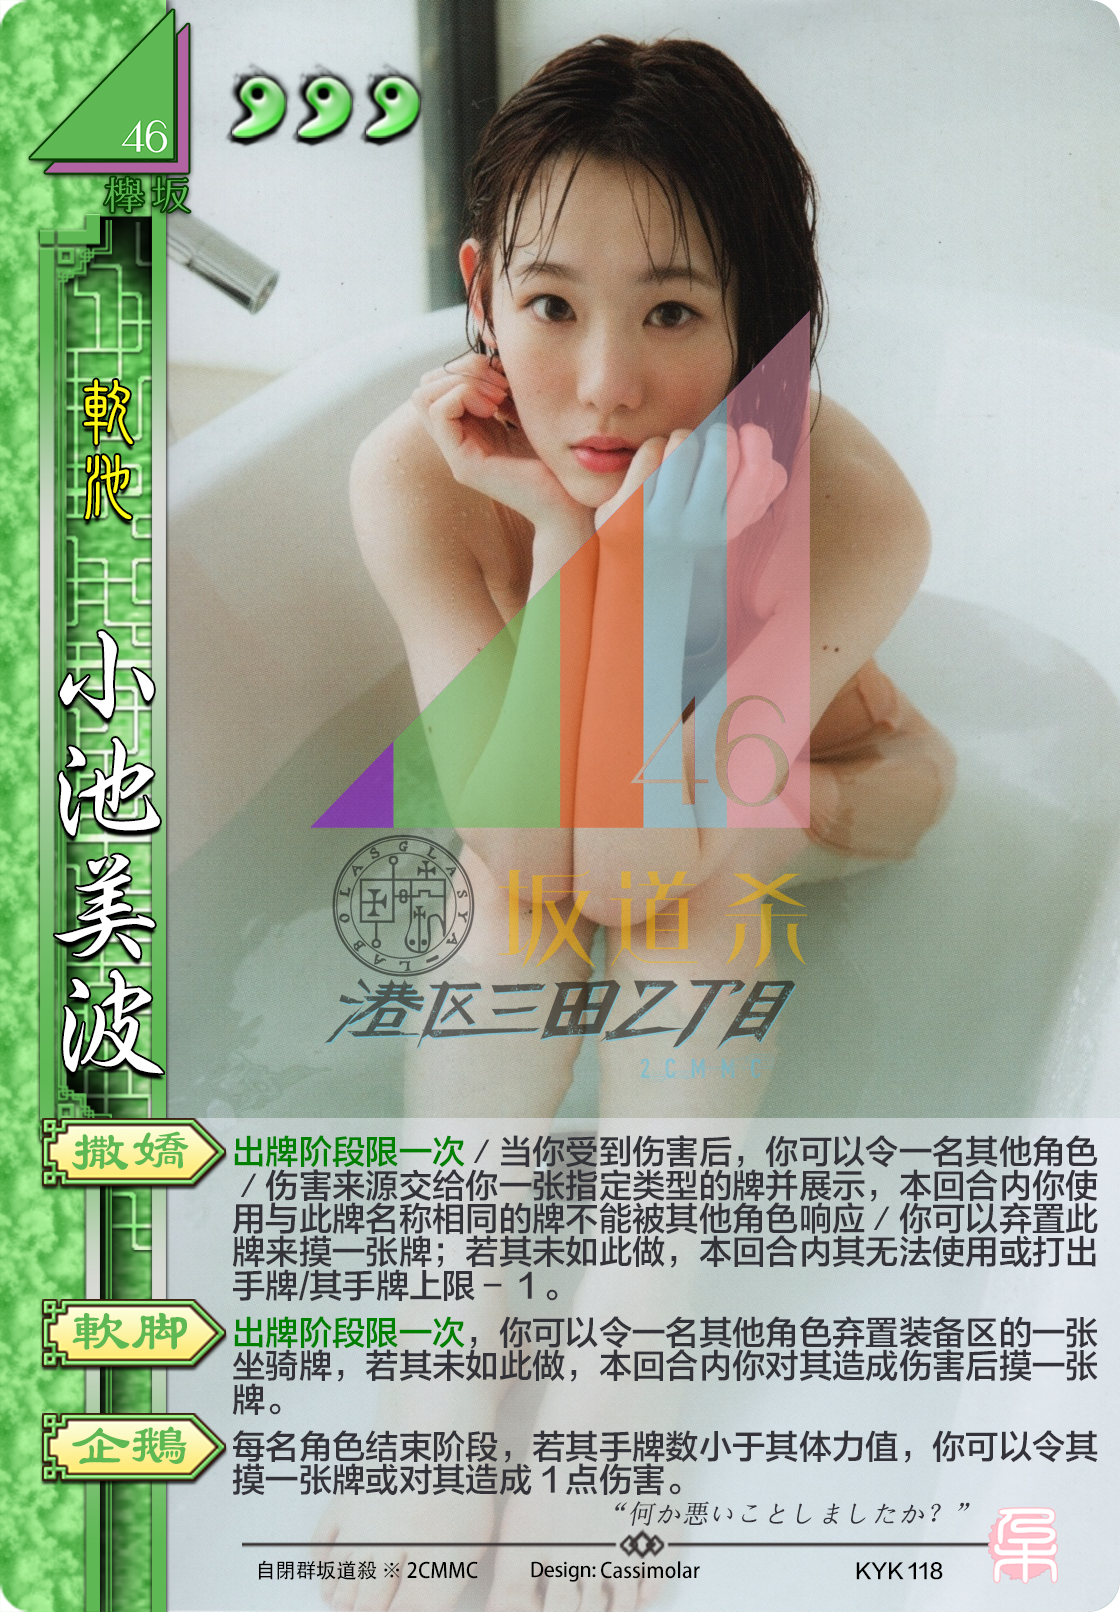 46
欅坂
軟池
小池美波
46
GLASYA-LABOLAS
坂道杀
港区三田2丁目
2CMMC
撒嬌
出牌阶段限一次／当你受到伤害后，你可以令一名其他角色
／伤害来源交给你一张指定类型的牌并展示，本回合内你使
用与此牌名称相同的牌不能被其他角色响应／你可以弃置此
牌来摸一张牌；若其未如此做，本回合内其无法使用或打出
手牌/其手牌上限－１。
軟脚
出牌阶段限一次，你可以令一名其他角色弃置装备区的一张
坐骑牌，若其未如此做，本回合内你对其造成伤害后摸一张
牌。
企鵝
每名角色结束阶段，若其手牌数小于其体力值，你可以令其
摸一张牌或对其造成１点伤害。
“何か悪いことしましたか？”
自閉群坂道殺 ※ 2CMMC
Design: Cassimolar
KYK 118